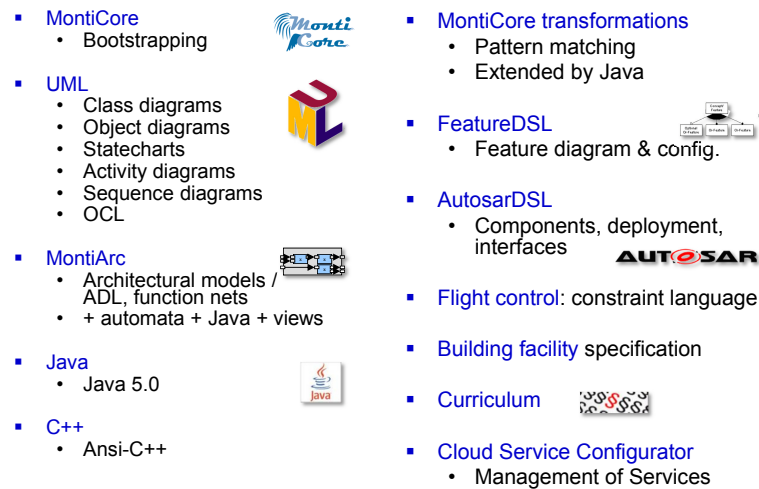 ▪ MontiCore
• Bootstrapping
Monti
Core
▪ UML
• Class diagrams
• Object diagrams
• Statecharts
• Activity diagrams
• Sequence diagrams
• OCL
UML
▪ MontiArc
• Architectural models /
ADL, function nets
• + automata + Java + views
▪ Java
• Java 5.0
Java
▪ C++
• Ansi-C++
▪ MontiCore transformations
• Pattern matching
• Extended by Java
▪ FeatureDSL
• Feature diagram & config.
▪ AutosarDSL
• Components, deployment,
interfaces
AUTOSAR
▪ Flight control: constraint language
▪ Building facility specification
▪ Curriculum
▪ Cloud Service Configurator
• Management of Services